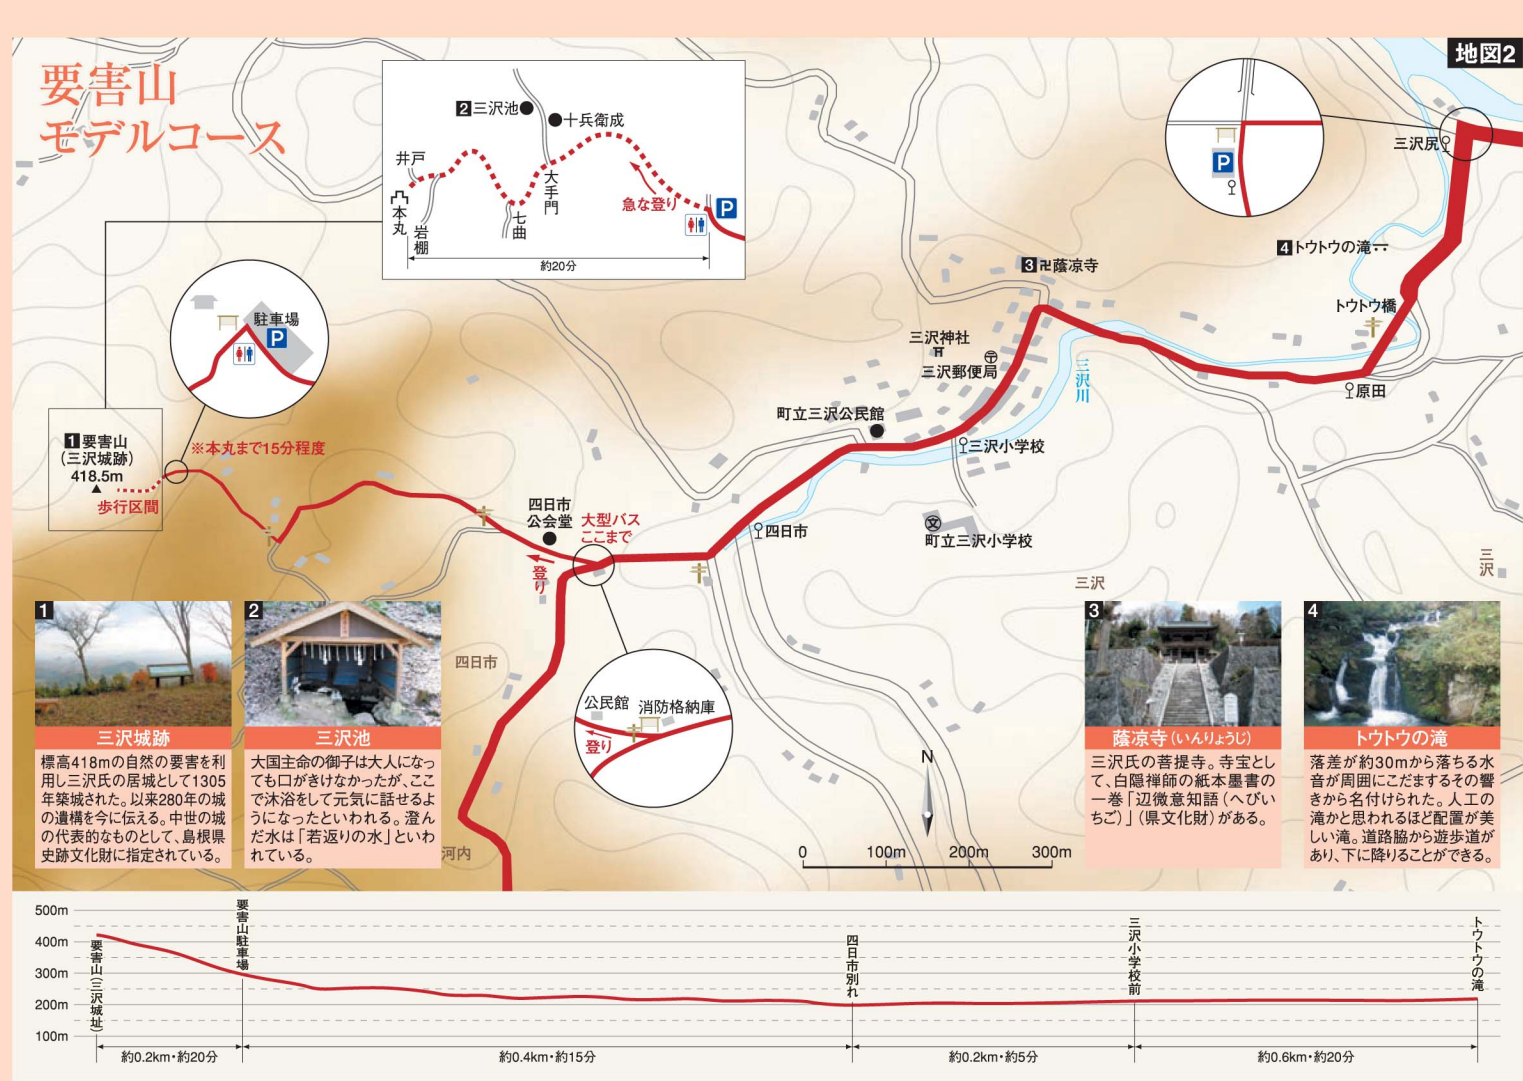 地図2
要害山
モデルコース
2 三沢池
十兵衛成
井戸
本丸
岩棚
七曲
大手門
急な登り
P
約20分
P
三沢尻
4 トウトウの滝
トウトウ橋
3 卍蔭凉寺
三沢神社
三沢郵便局
三沢川
原田
町立三沢公民館
三沢小学校
文
町立三沢小学校
四日市
三沢
三沢
駐車場
P
1 要害山
(三沢城跡)
418.5m
※本丸まで15分程度
歩行区間
四日市
公会堂
大型バス
ここまで
登り
四日市
公民館
消防格納庫
登り
河内
N
0 100m 200m 300m
1
三沢城跡
標高418mの自然の要害を利
用し三沢氏の居城として1305
年築城された。以来280年の城
の遺構を今に伝える。中世の城
の代表的なものとして、島根県
史跡文化財に指定されている。
2
三沢池
大国主命の御子は大人になっ
ても口がきけなかったが、ここ
で沐浴をして元気に話せるよ
うになったといわれる。澄ん
だ水は「若返りの水」といわ
れている。
3
蔭凉寺(いんりょうじ)
三沢氏の菩提寺。寺宝とし
て、白隠禅師の紙本墨書の
一巻「辺微意知語(へびい
ちご)」(県文化財)がある。
4
トウトウの滝
落差が約30mから落ちる水
音が周囲にこだまするその響
きから名付けられた。人工の
滝かと思われるほど配置が美
しい滝。道路脇から遊歩道が
あり、下に降りることができる。
500m
400m
300m
200m
100m
要害山(三沢城址)
要害山駐車場
四日市別れ
三沢小学校前
トウトウの滝
約0.2km・約20分
約0.4km・約15分
約0.2km・約5分
約0.6km・約20分